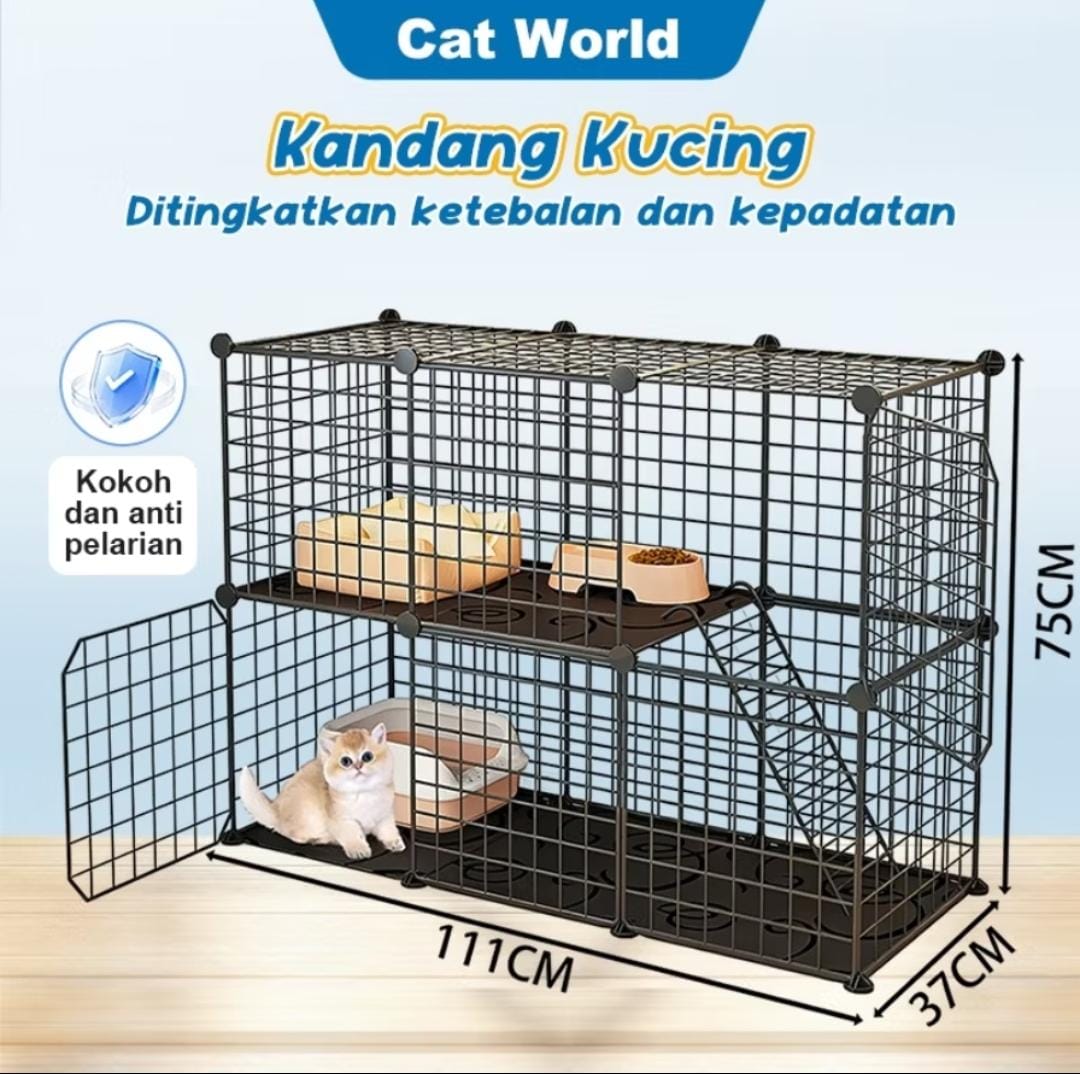 Cat World
Kandang Kucing
Ditingkatkan ketebalan dan kepadatan
Kokoh
dan anti
pelarian
75CM
111CM
37CM